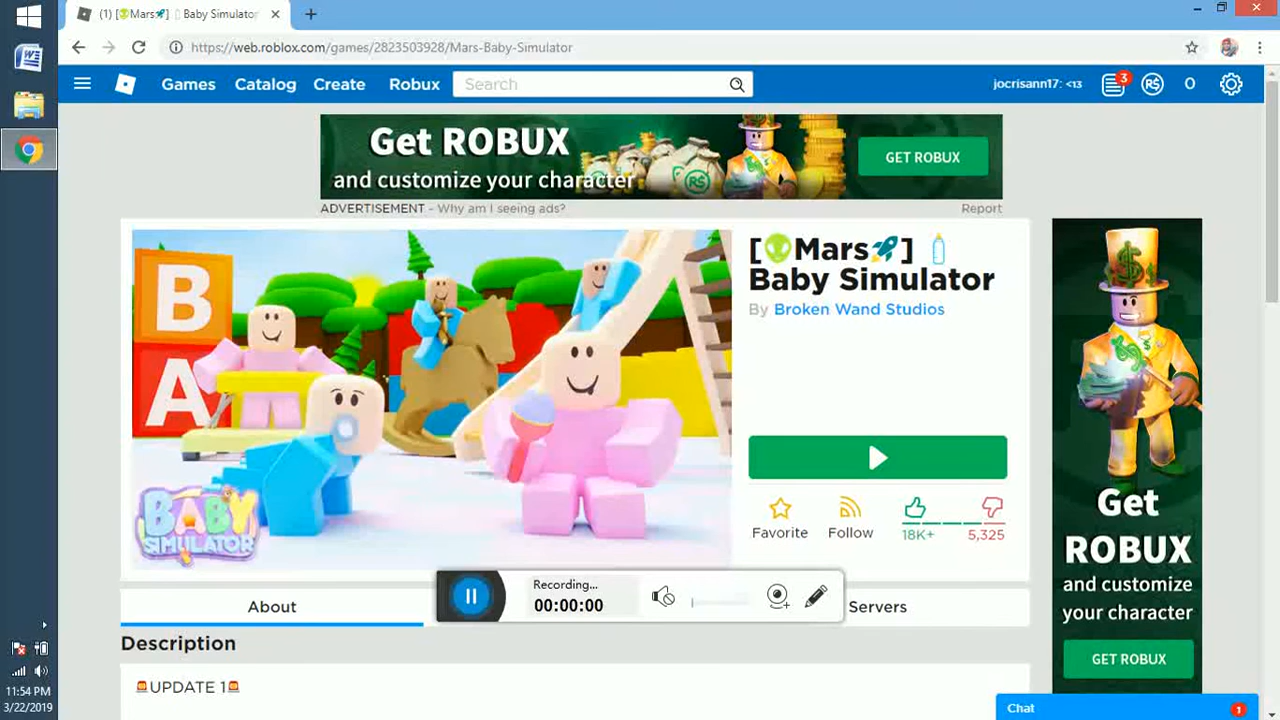 (1) [👽Mars🚀] Baby Simulator
https://web.roblox.com/games/2823503928/Mars-Baby-Simulator
Games
Catalog
Create
Robux
Search
jocrisann17: <13
3
R$
0
Get ROBUX
and customize your character
GET ROBUX
ADVERTISEMENT - Why am I seeing ads?
Report
B
A
BABY
SIMULATOR
[👽Mars🚀] 🍼
Baby Simulator
By Broken Wand Studios
Favorite
Follow
18K+
5,325
Get
ROBUX
and customize
your character
GET ROBUX
Recording...
00:00:00
About
Servers
Description
UPDATE 1
Chat
1
11:54 PM
3/22/2019